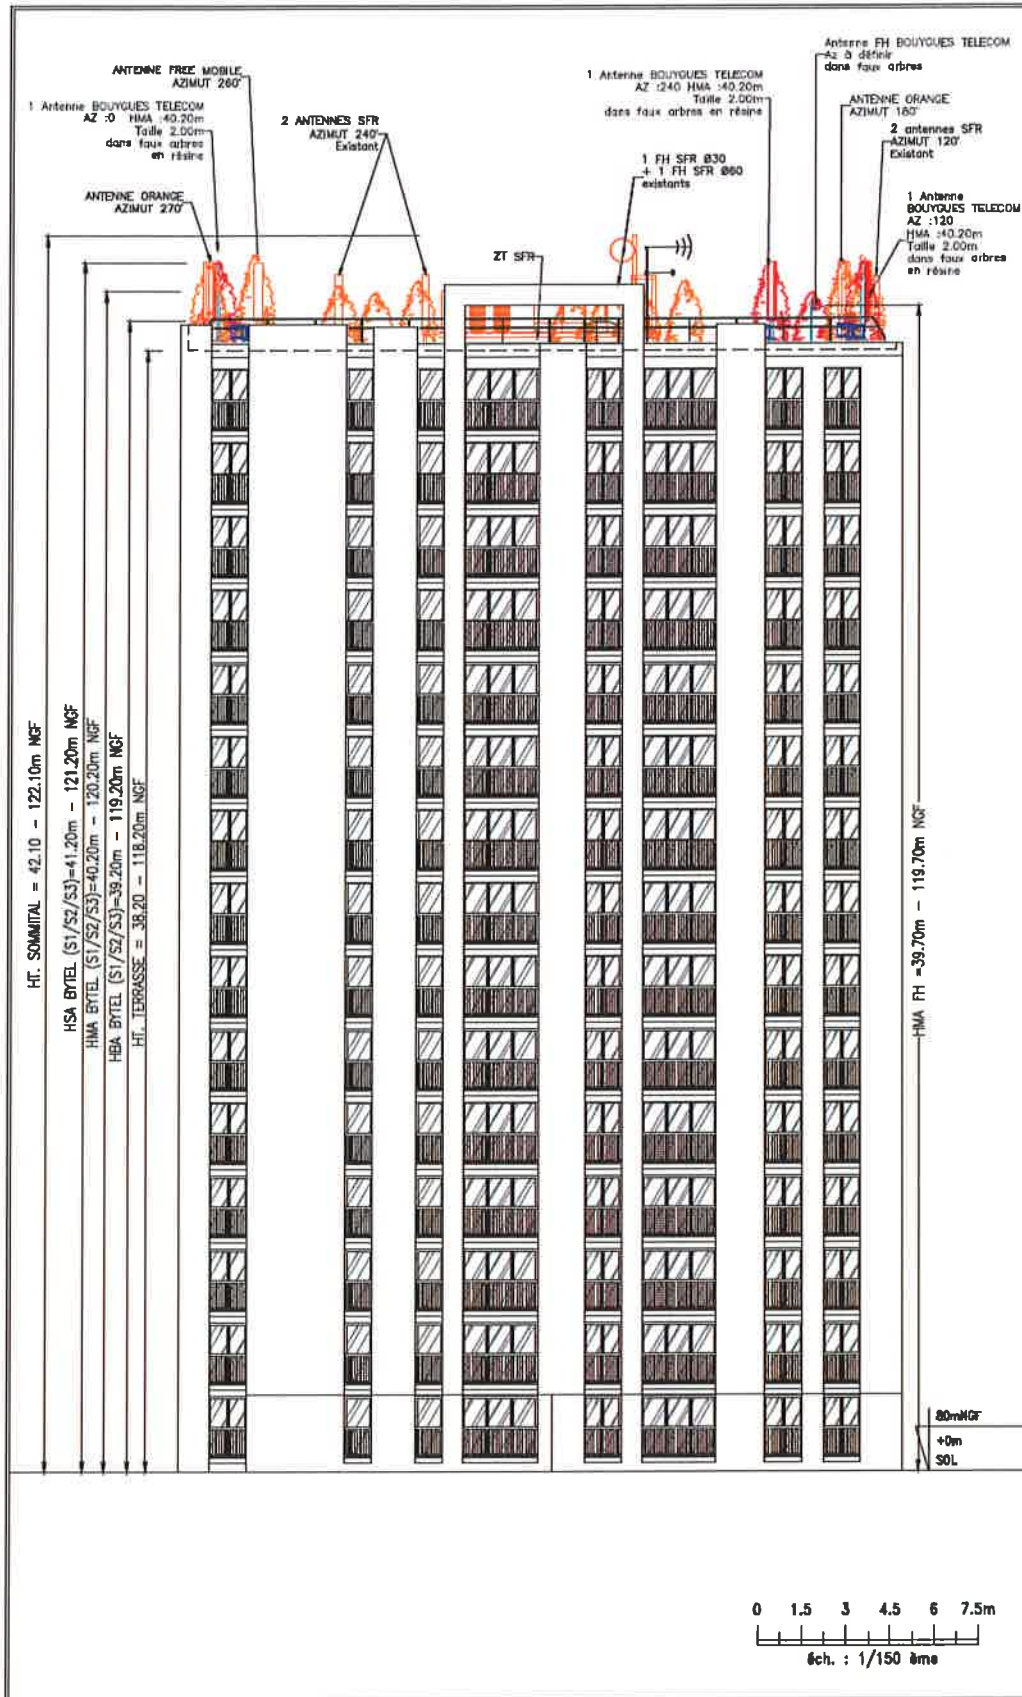 ANTENNE FREE MOBILE
AZIMUT 260°
1 Antenne BOUYGUES TELECOM
AZ :0 HMA :40.20m
Taille 2.00m
dans faux arbres
en résine
ANTENNE ORANGE
AZIMUT 270°
2 ANTENNES SFR
AZIMUT 240°
Existant
1 Antenne BOUYGUES TELECOM
AZ :240 HMA :40.20m
Taille 2.00m
dans faux arbres en résine
1 FH SFR Ø30
+ 1 FH SFR Ø60
existants
ZT SFR
Antenne FH BOUYGUES TELECOM
Az à définir
dans faux arbres
ANTENNE ORANGE
AZIMUT 180°
2 antennes SFR
AZIMUT 120°
Existant
1 Antenne
BOUYGUES TELECOM
AZ :120
HMA :40.20m
Taille 2.00m
dans faux arbres
en résine
HT. SOMMITAL = 42.10 - 122.10m NGF
HSA BYTEL (S1/S2/S3)=41.20m - 121.20m NGF
HMA BYTEL (S1/S2/S3)=40.20m - 120.20m NGF
HBA BYTEL (S1/S2/S3)=39.20m - 119.20m NGF
HT. TERRASSE = 38.20 - 118.20m NGF
HMA FH =39.70m - 119.70m NGF
80mNGF
+0m
SOL
0 1.5 3 4.5 6 7.5m
éch. : 1/150 ème